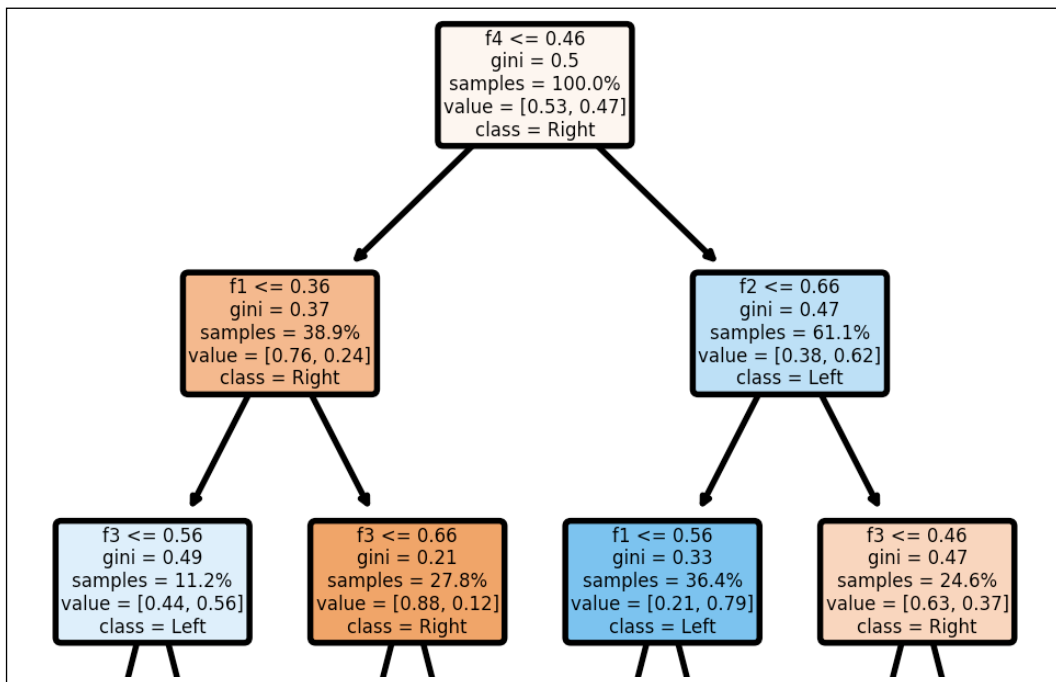 f4 <= 0.46
gini = 0.5
samples = 100.0%
value = [0.53, 0.47]
class = Right
f1 <= 0.36
gini = 0.37
samples = 38.9%
value = [0.76, 0.24]
class = Right
f2 <= 0.66
gini = 0.47
samples = 61.1%
value = [0.38, 0.62]
class = Left
f3 <= 0.56
gini = 0.49
samples = 11.2%
value = [0.44, 0.56]
class = Left
f3 <= 0.66
gini = 0.21
samples = 27.8%
value = [0.88, 0.12]
class = Right
f1 <= 0.56
gini = 0.33
samples = 36.4%
value = [0.21, 0.79]
class = Left
f3 <= 0.46
gini = 0.47
samples = 24.6%
value = [0.63, 0.37]
class = Right